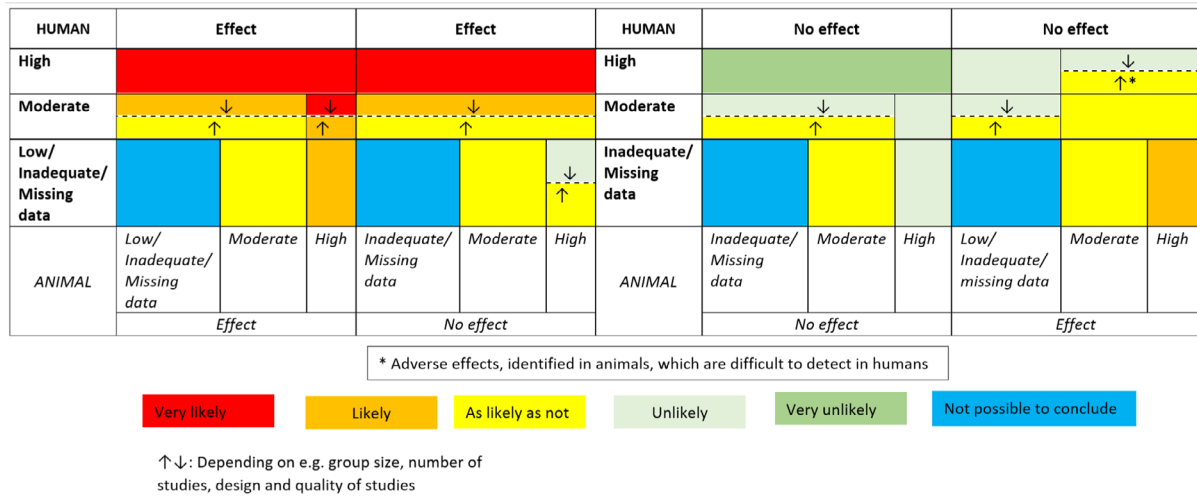 HUMAN Effect Effect HUMAN No effect No effect
High High ↓
↑*
Moderate ↓ ↓ ↓ Moderate ↓ ↓
↑ ↑ ↑ ↑ ↑
Low/
Inadequate/
Missing
data
↓
↑
Inadequate/
Missing
data
ANIMAL
Low/
Inadequate/
Missing
data
Moderate
High
Inadequate/
Missing
data
Moderate
High
ANIMAL
Inadequate/
Missing
data
Moderate
High
Low/
Inadequate/
missing data
Moderate
High
Effect No effect No effect Effect
* Adverse effects, identified in animals, which are difficult to detect in humans
Very likely Likely As likely as not Unlikely Very unlikely Not possible to conclude
↑↓: Depending on e.g. group size, number of
studies, design and quality of studies